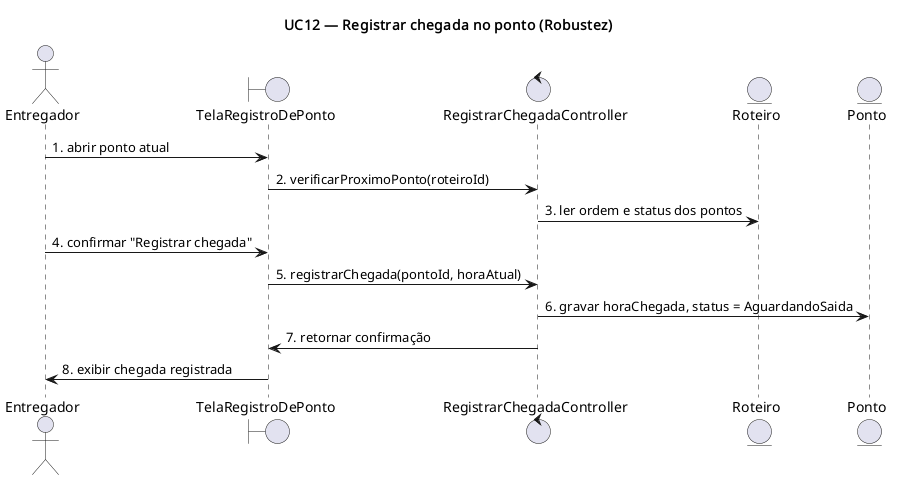 UC12 — Registrar chegada no ponto (Robustez)
Entregador
TelaRegistroDePonto
RegistrarChegadaController
Roteiro
Ponto
1. abrir ponto atual
2. verificarProximoPonto(roteiroId)
3. ler ordem e status dos pontos
4. confirmar "Registrar chegada"
5. registrarChegada(pontoId, horaAtual)
6. gravar horaChegada, status = AguardandoSaida
7. retornar confirmação
8. exibir chegada registrada
Entregador
TelaRegistroDePonto
RegistrarChegadaController
Roteiro
Ponto